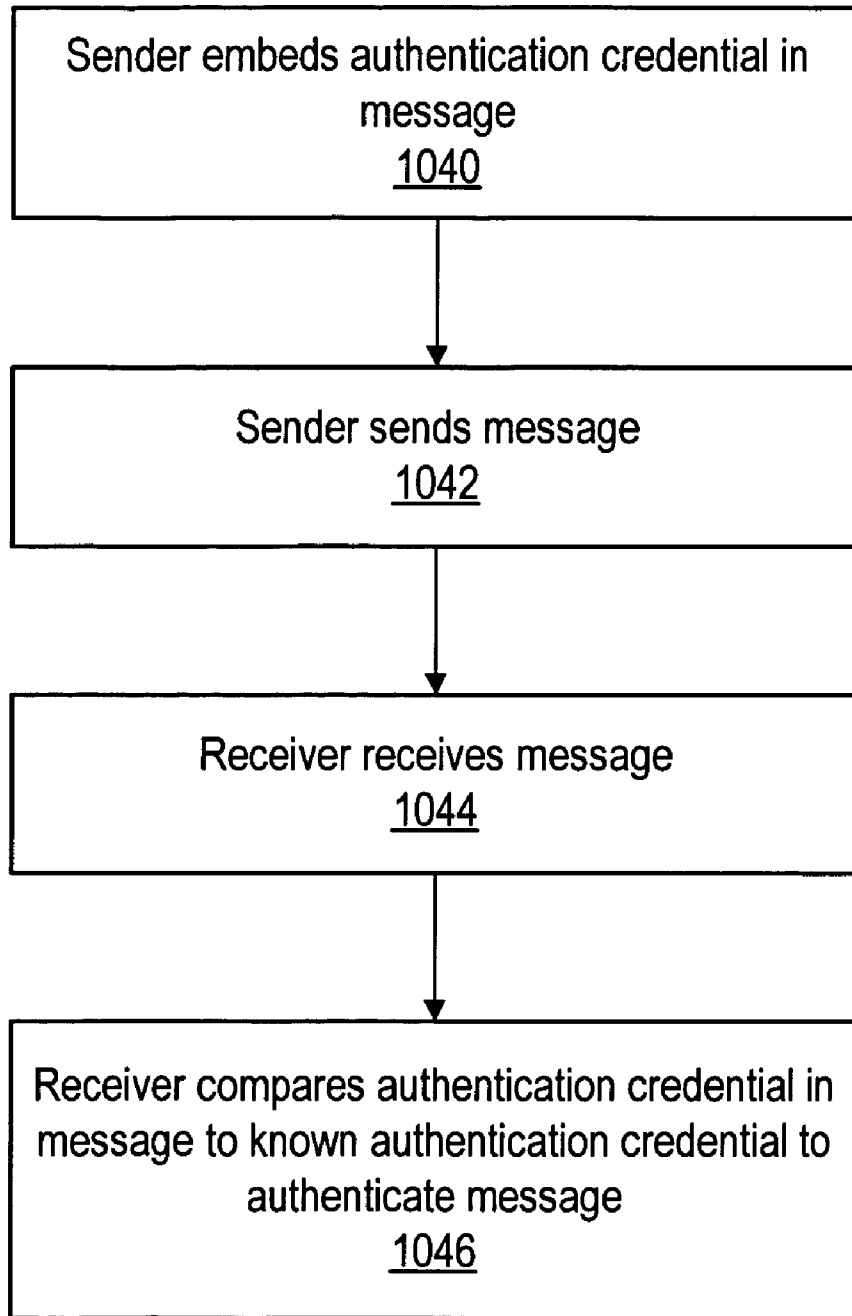 Sender embeds authentication credential in
message
1040
Sender sends message
1042
Receiver receives message
1044
Receiver compares authentication credential in
message to known authentication credential to
authenticate message
1046